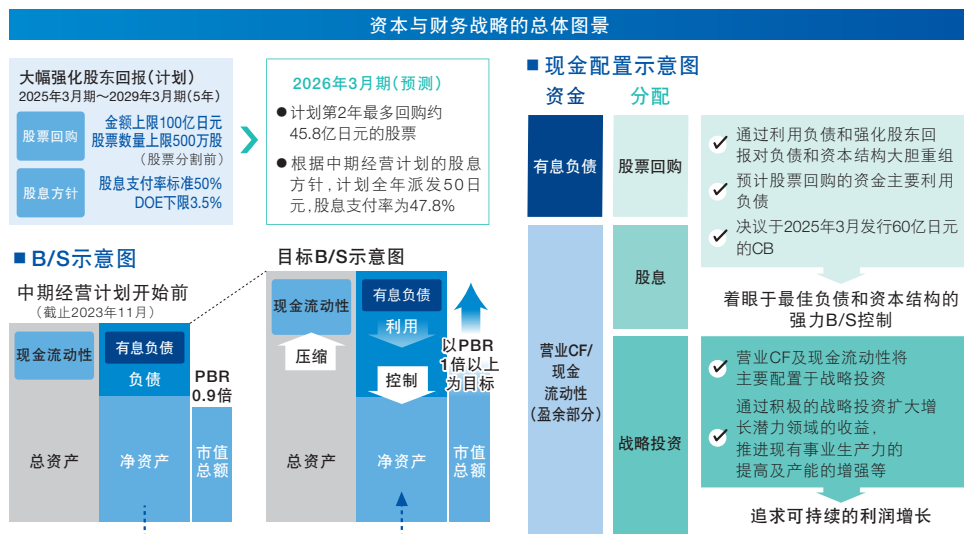 资本与财务战略的总体图景
大幅强化股东回报（计划）
2025年3月期～2029年3月期（5年）
股票回购
金额上限100亿日元
股票数量上限500万股
（股票分割前）
股息方针
股息支付率标准50%
DOE下限3.5%
2026年3月期（预测）
●计划第2年最多回购约
45.8亿日元的股票
●根据中期经营计划的股息
方针，计划全年派发50日
元，股息支付率为47.8%
■ B/S示意图
中期经营计划开始前
（截止2023年11月）
现金流动性
有息负债
负债
PBR
0.9倍
总资产
净资产
市值
总额
目标B/S示意图
现金流动性
有息负债
利用
压缩
控制
以PBR
1倍以上
为目标
总资产
净资产
市值
总额
■ 现金配置示意图
资金
分配
有息负债
股票回购
营业CF/
现金
流动性
（盈余部分）
股息
战略投资
通过利用负债和强化股东回
报对负债和资本结构大胆重组
预计股票回购的资金主要利用
负债
决议于2025年3月发行60亿日元
的CB
着眼于最佳负债和资本结构的
强力B/S控制
营业CF及现金流动性将
主要配置于战略投资
通过积极的战略投资扩大增
长潜力领域的收益，
推进现有事业生产力的
提高及产能的增强等
追求可持续的利润增长